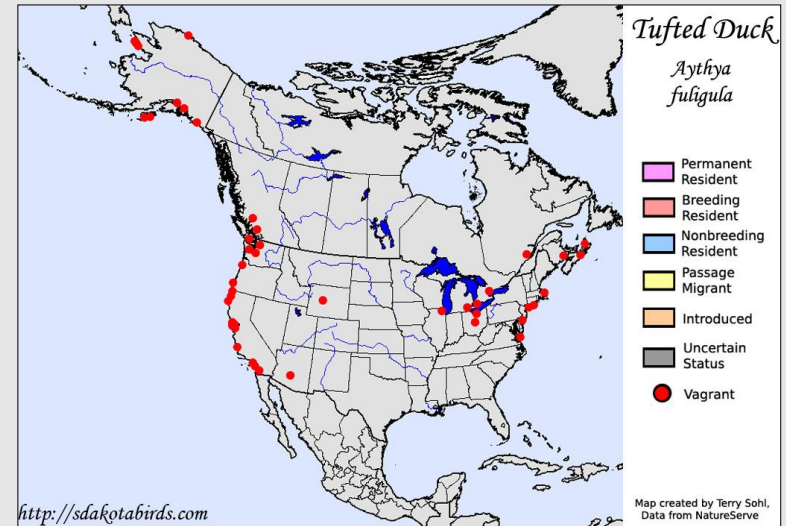 Tufted Duck
Aythya
fuligula
Permanent
Resident
Breeding
Resident
Nonbreeding
Resident
Passage
Migrant
Introduced
Uncertain
Status
Vagrant
http://sdakotabirds.com
Map created by Terry Sohl,
Data from NatureServe